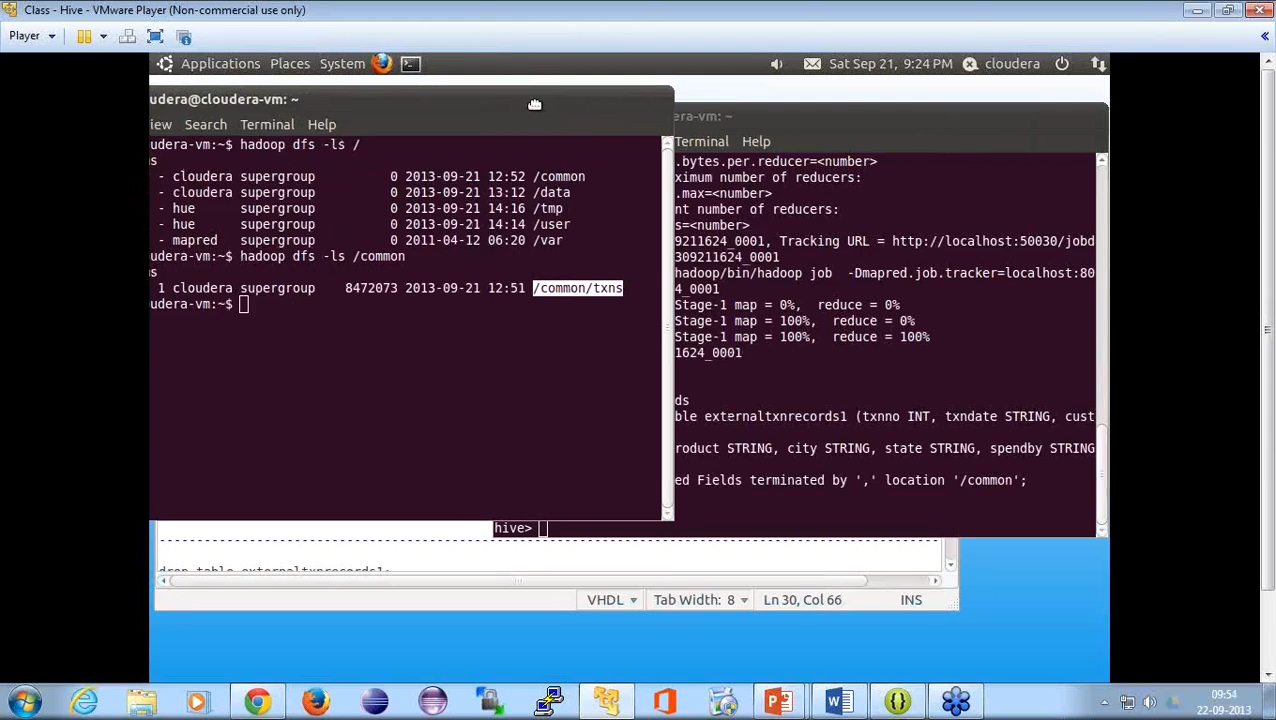 Class - Hive - VMware Player (Non-commercial use only)
Player
Applications Places System Sat Sep 21, 9:24 PM cloudera
udera@cloudera-vm: ~
iew Search Terminal Help
dera-vm:~$ hadoop dfs -ls /
s
- cloudera supergroup 0 2013-09-21 12:52 /common
- cloudera supergroup 0 2013-09-21 13:12 /data
- hue supergroup 0 2013-09-21 14:16 /tmp
- hue supergroup 0 2013-09-21 14:14 /user
- mapred supergroup 0 2011-04-12 06:20 /var
dera-vm:~$ hadoop dfs -ls /common
s
1 cloudera supergroup 8472073 2013-09-21 12:51 /common/txns
dera-vm:~$
era-vm: ~
Terminal Help
.bytes.per.reducer=<number>
ximum number of reducers:
.max=<number>
nt number of reducers:
s=<number>
9211624_0001, Tracking URL = http://localhost:50030/jobd
309211624_0001
hadoop/bin/hadoop job -Dmapred.job.tracker=localhost:80
4_0001
Stage-1 map = 0%, reduce = 0%
Stage-1 map = 100%, reduce = 0%
Stage-1 map = 100%, reduce = 100%
1624_0001
ds
ble externaltxnrecords1 (txnno INT, txndate STRING, cust
roduct STRING, city STRING, state STRING, spendby STRING
ed Fields terminated by ',' location '/common';
hive>
drop table externaltxnrecords1;
VHDL Tab Width: 8 Ln 30, Col 66 INS
09:54
22-09-2013